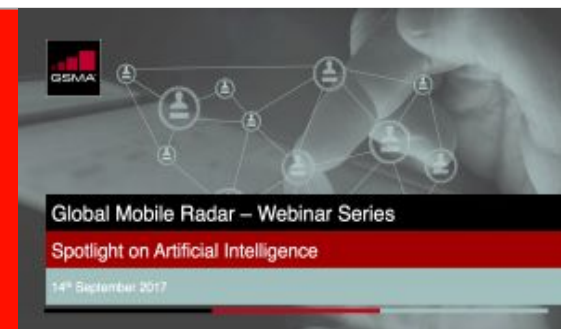 GSMA
Global Mobile Radar – Webinar Series
Spotlight on Artificial Intelligence
14th September 2017